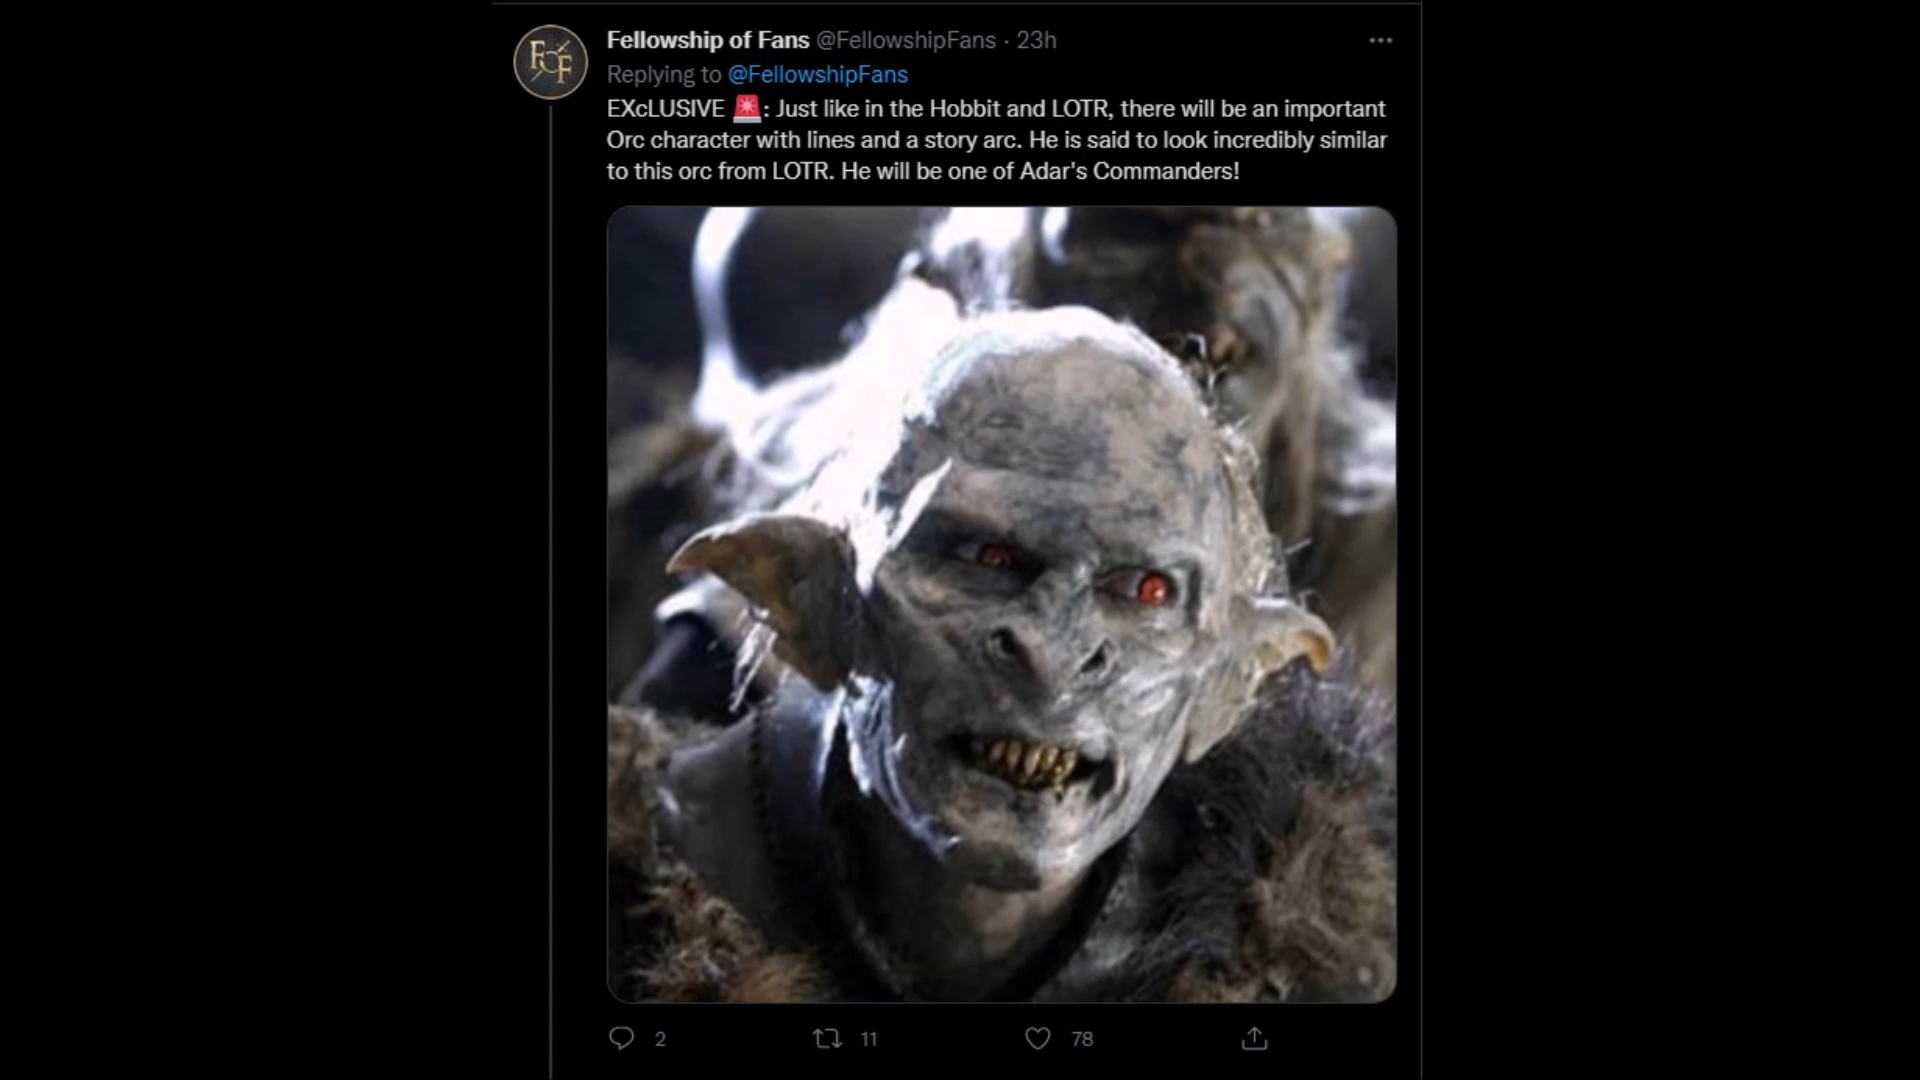 FCF
Fellowship of Fans @FellowshipFans · 23h
Replying to @FellowshipFans
EXcLUSIVE 🚨: Just like in the Hobbit and LOTR, there will be an important
Orc character with lines and a story arc. He is said to look incredibly similar
to this orc from LOTR. He will be one of Adar's Commanders!
2 11 78